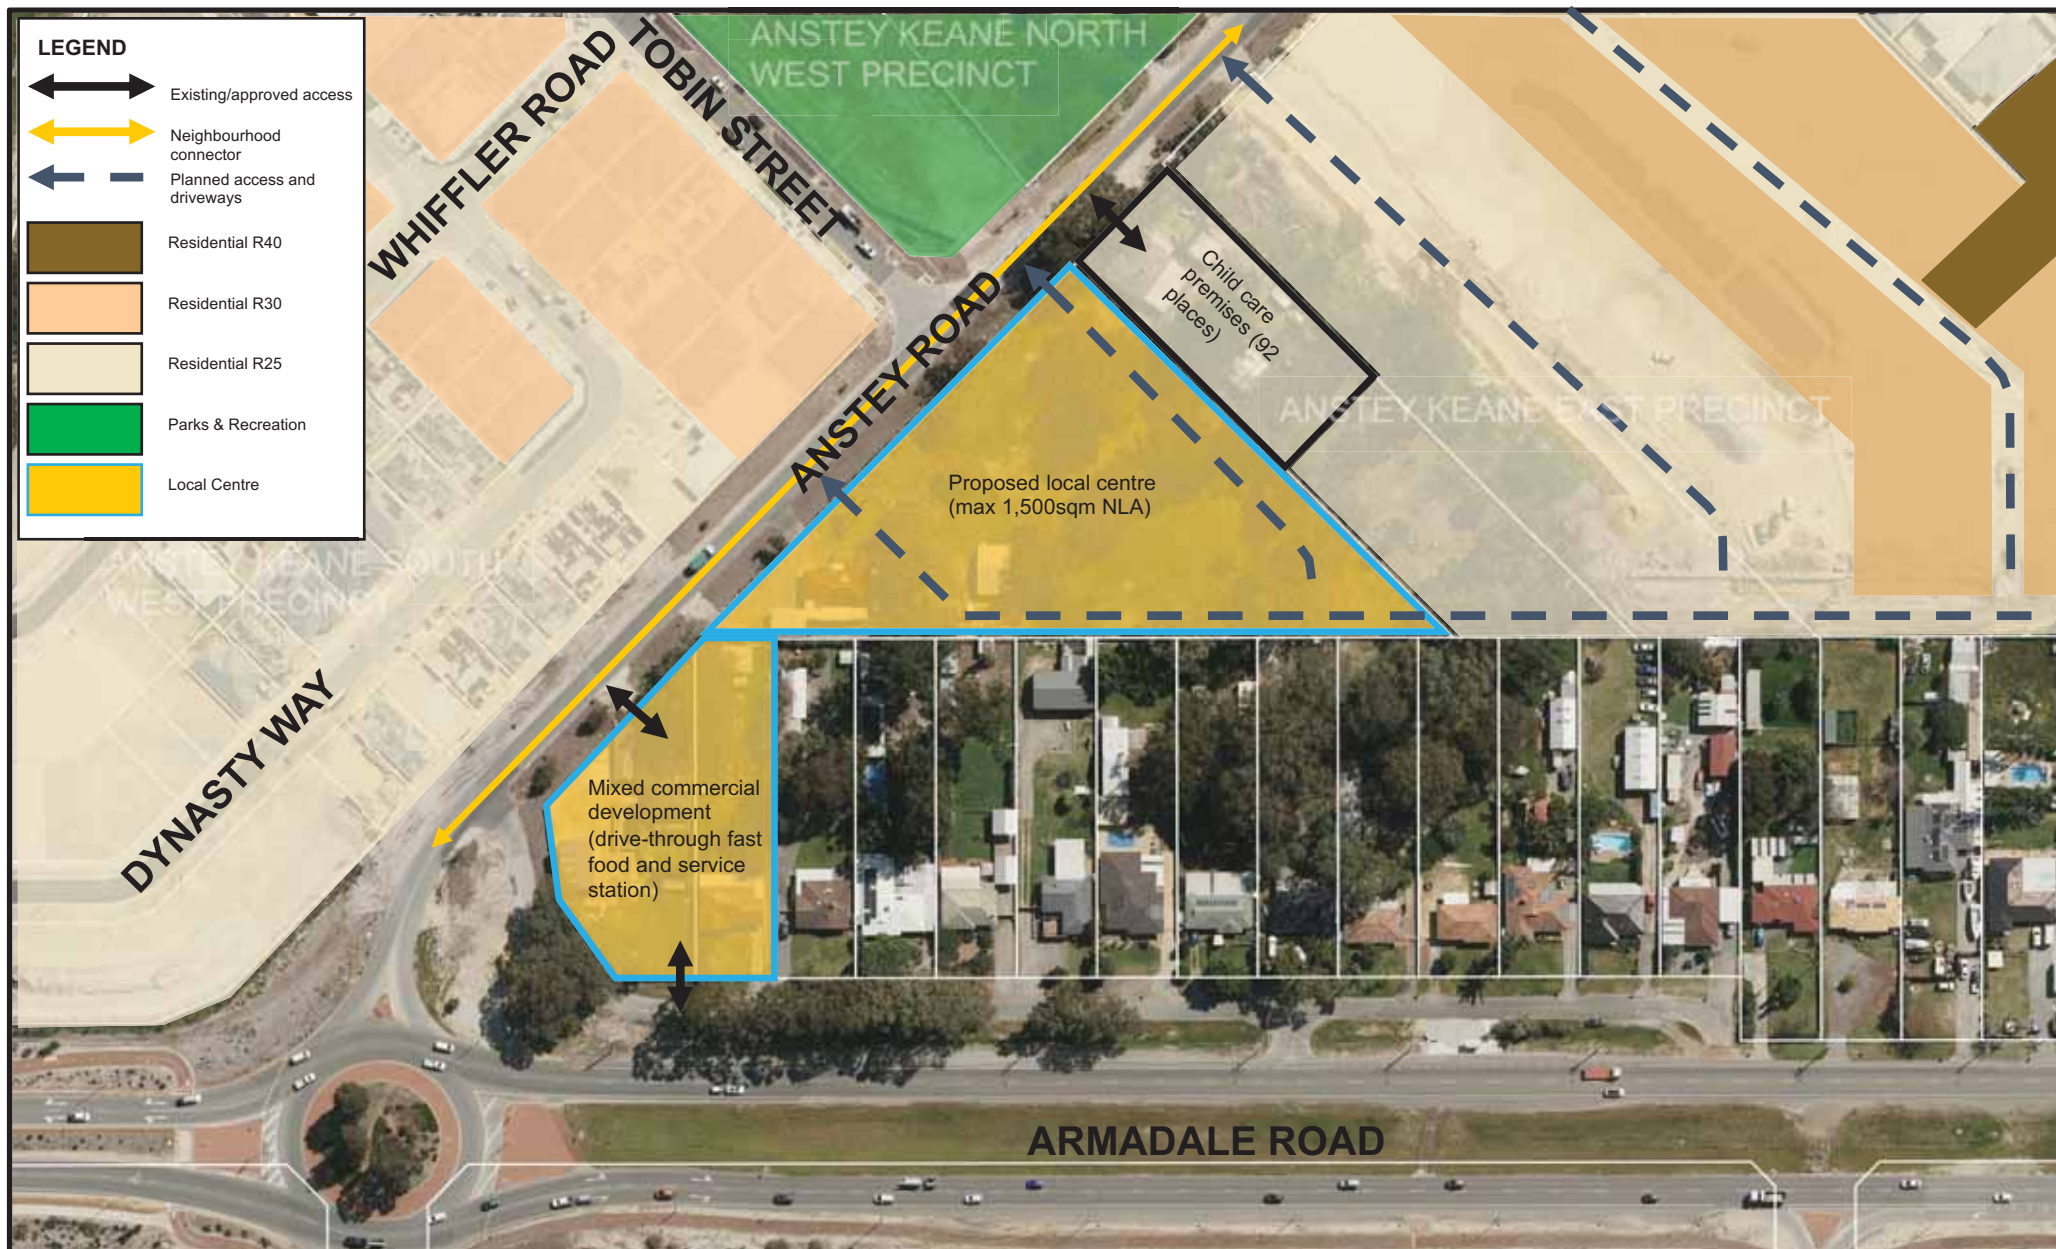 LEGEND
Existing/approved access
Neighbourhood
connector
Planned access and
driveways
Residential R40
Residential R30
Residential R25
Parks & Recreation
Local Centre
WHIFFLER ROAD
TOBIN STREET
ANSTEY KEANE NORTH
WEST PRECINCT
ANSTEY ROAD
Child care
premises (92
places)
ANSTEY KEANE EAST PRECINCT
Proposed local centre
(max 1,500sqm NLA)
ANSTEY KEANE SOUTH
WEST PRECINCT
DYNASTY WAY
Mixed commercial
development
(drive-through fast
food and service
station)
ARMADALE ROAD